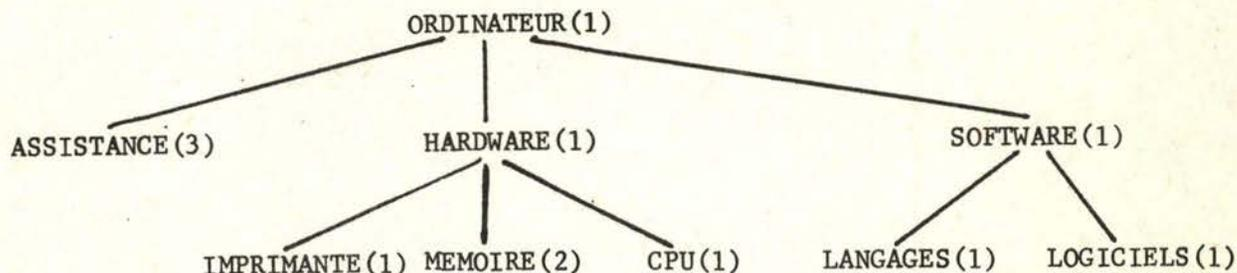 ORDINATEUR(1)
ASSISTANCE(3) HARDWARE(1) SOFTWARE(1)
IMPRIMANTE(1) MEMOIRE(2) CPU(1) LANGAGES(1) LOGICIELS(1)